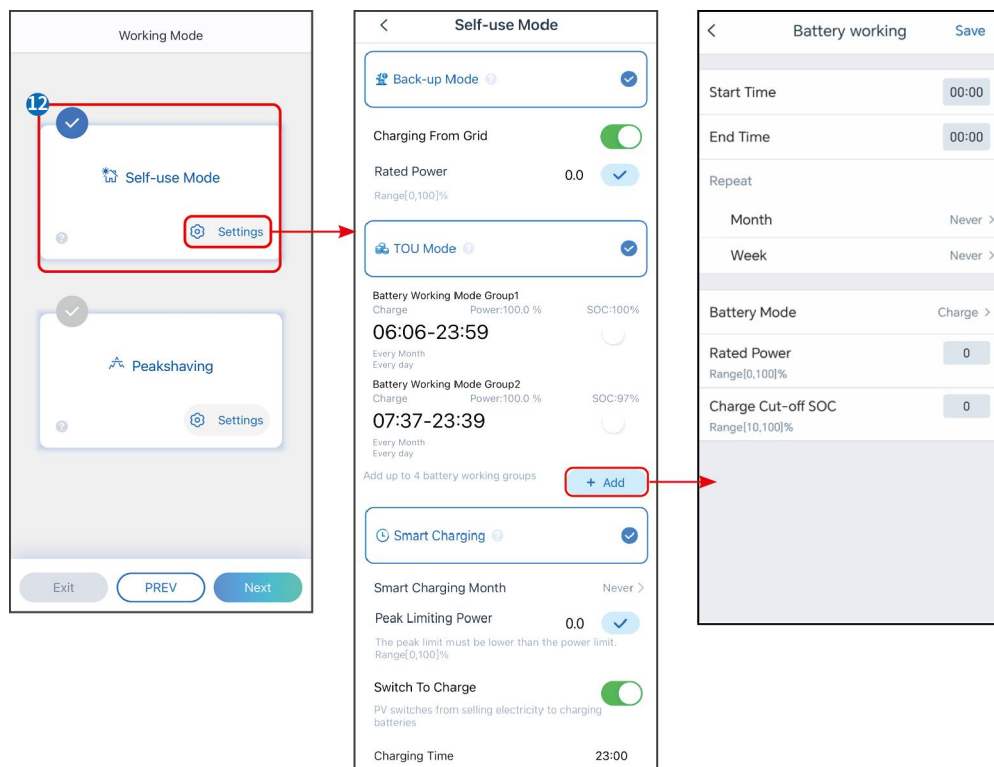 Working Mode
12
Self-use Mode
?
Settings
Peakshaving
?
Settings
Exit
PREV
Next
Self-use Mode
Back-up Mode ?
Charging From Grid
Rated Power 0.0
Range[0,100]%
TOU Mode ?
Battery Working Mode Group1
Charge Power:100.0 % SOC:100%
06:06-23:59
Every Month
Every day
Battery Working Mode Group2
Charge Power:100.0 % SOC:97%
07:37-23:39
Every Month
Every day
Add up to 4 battery working groups
+ Add
Smart Charging ?
Smart Charging Month Never >
Peak Limiting Power 0.0
The peak limit must be lower than the power limit.
Range[0,100]%
Switch To Charge
PV switches from selling electricity to charging
batteries
Charging Time 23:00
Battery working Save
Start Time 00:00
End Time 00:00
Repeat
Month Never >
Week Never >
Battery Mode Charge >
Rated Power 0
Range[0,100]%
Charge Cut-off SOC 0
Range[10,100]%